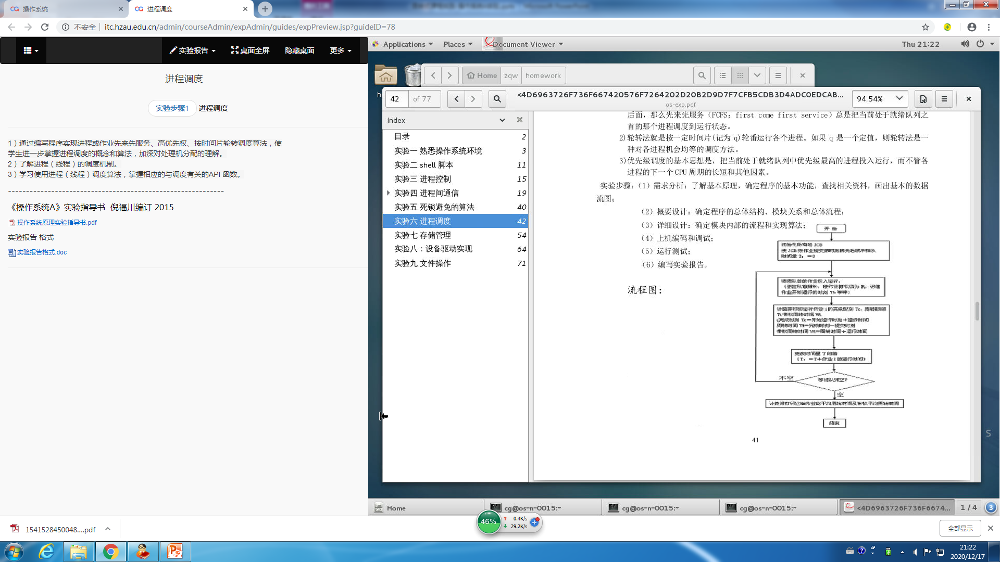 操作系统
进程调度
不安全
itc.hzau.edu.cn/admin/courseAdmin/expAdmin/guides/expPreview.jsp?guideID=78
实验报告
桌面全屏
隐藏桌面
更多
进程调度
实验步骤1 进程调度
1）通过编写程序实现进程或作业先来先服务、高优先权、按时间片轮转调度算法，使
学生进一步掌握进程调度的概念和算法，加深对处理机分配的理解。
2）了解进程（线程）的调度机制。
3）学习使用进程（线程）调度算法，掌握相应的与调度有关的API 函数。
-----------------------------------------------------------
《操作系统A》实验指导书 倪福川编订 2015
操作系统原理实验指导书.pdf
实验报告 格式
实验报告格式.doc
Applications
Places
Document Viewer
Thu 21:22
Home
zqw
homework
42
of 77
<4D6963726F736F667420576F7264202D20B2D9D7F7CFB5CDB3D4ADC0EDCAB...
os-exp.pdf
94.54%
Index
目录 2
实验一 熟悉操作系统环境 3
实验二 shell 脚本 11
实验三 进程控制 15
实验四 进程间通信 19
实验五 死锁避免的算法 40
实验六 进程调度 42
实验七 存储管理 54
实验八：设备驱动实现 64
实验九 文件操作 71
后面，那么先来先服务（FCFS：first come first service）总是把当前处于就绪队列之
首的那个进程调度到运行状态。
2)轮转法就是按一定时间片(记为 q)轮番运行各个进程。如果 q 是一个定值，则轮转法是一
种对各进程机会均等的调度方法。
3)优先级调度的基本思想是，把当前处于就绪队列中优先级最高的进程投入运行，而不管各
进程的下一个 CPU 周期的长短和其他因素。
实验步骤：（1）需求分析：了解基本原理，确定程序的基本功能，查找相关资料，画出基本的数据
流图；
（2）概要设计：确定程序的总体结构、模块关系和总体流程；
（3）详细设计：确定模块内部的流程和实现算法；
（4）上机编码和调试；
（5）运行测试；
（6）编写实验报告。
流程图：
开 始
初始化所有的 JCB
使 JCB 按作业提交的时刻的先后顺序排队
时间量 T：＝0
调度队首的作业投入运行：
（更改队首指针，使作业的状态为 R，记住
作业开始运行的时刻 Tb 等等）
计算并打印运行作业 i 的完成时刻 Tc，周转时间
Ti 带权周转时间 Wi
(完成时刻 Tc＝开始运行时刻＋运行时间
周转时间 Ti＝完成时刻－提交时刻
带权周转时间 Wi＝周转时间÷运行时间
更改时间量 T 的值
（T：＝T＋作业 i 的运行时间）
不空
等待队列空？
空
计算并打印这组作业的平均周转时间及带权平均周转时间
结束
41
S
Home
cg@os-n-0015:~
cg@os-n-0015:~
cg@os-n-0015:~
<4D6963726F736F6674...
1 / 4
3
1541528450048....pdf
46%
0.4K/s
29.2K/s
全部显示
21:22
2020/12/17